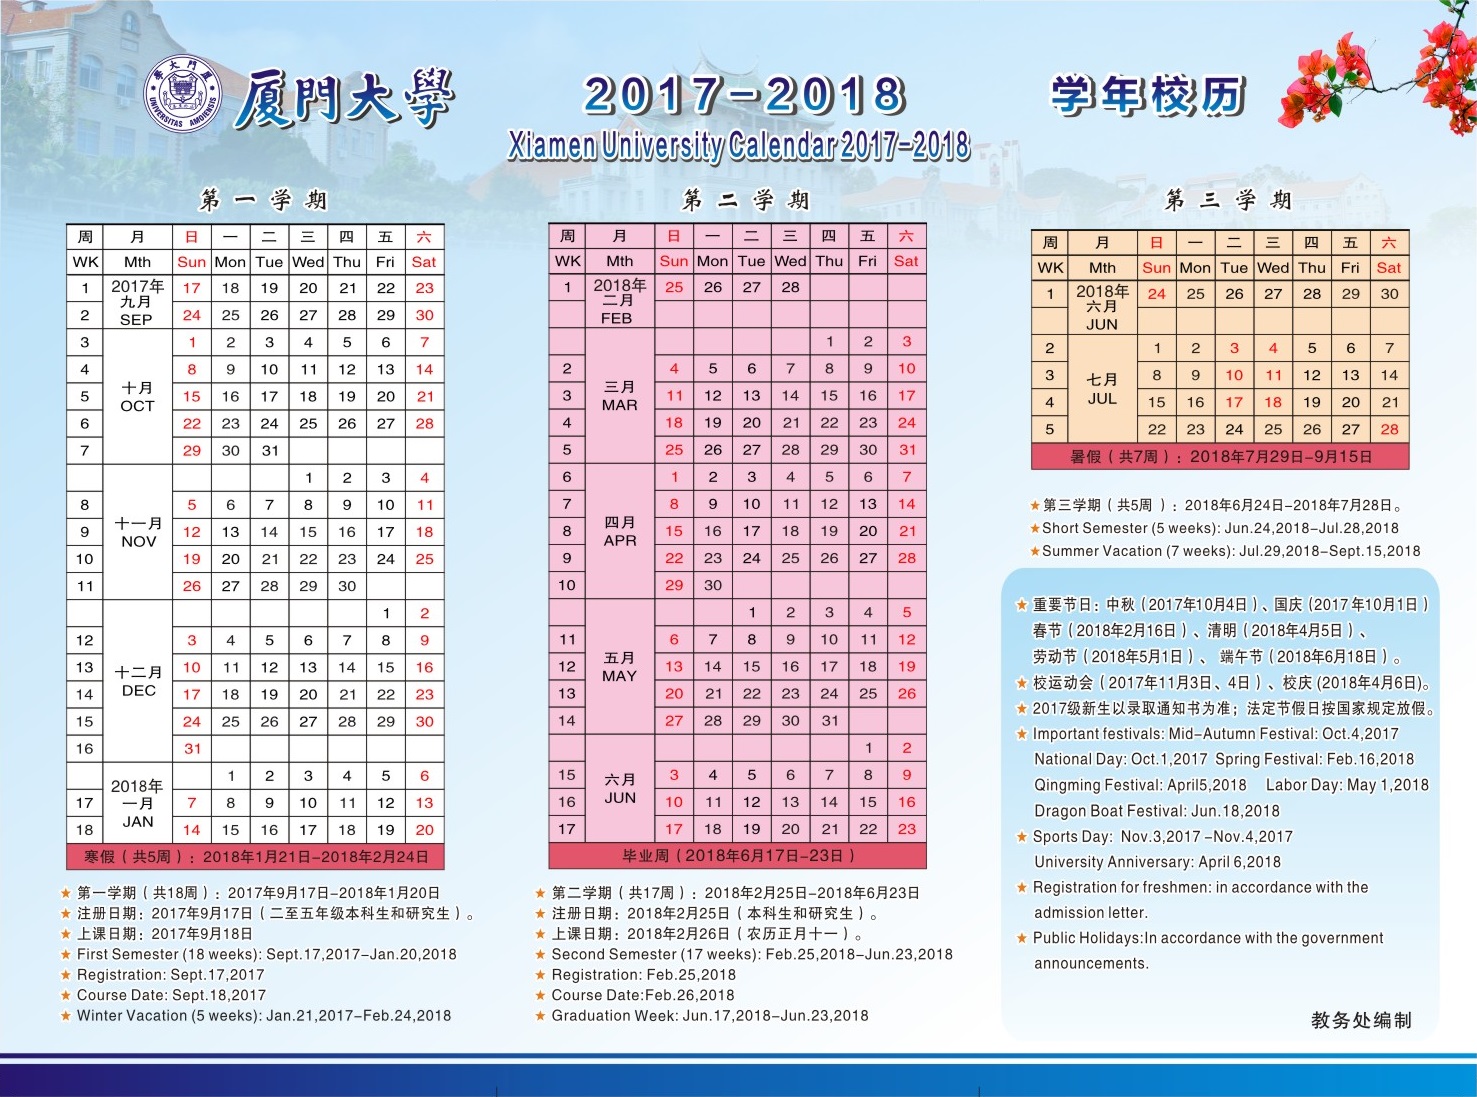 厦門大學
2017-2018
学年校历
Xiamen University Calendar 2017-2018
第一学期
周 月 日 一 二 三 四 五 六
WK Mth Sun Mon Tue Wed Thu Fri Sat
1 2017年九月 SEP 17 18 19 20 21 22 23
2 24 25 26 27 28 29 30
3 十月 OCT 1 2 3 4 5 6 7
4 8 9 10 11 12 13 14
5 15 16 17 18 19 20 21
6 22 23 24 25 26 27 28
7 29 30 31
十一月 NOV 1 2 3 4
8 5 6 7 8 9 10 11
9 12 13 14 15 16 17 18
10 19 20 21 22 23 24 25
11 26 27 28 29 30
十二月 DEC 1 2
12 3 4 5 6 7 8 9
13 10 11 12 13 14 15 16
14 17 18 19 20 21 22 23
15 24 25 26 27 28 29 30
16 31
2018年一月 JAN 1 2 3 4 5 6
17 7 8 9 10 11 12 13
18 14 15 16 17 18 19 20
寒假（共5周）：2018年1月21日-2018年2月24日
★ 第一学期（共18周）：2017年9月17日-2018年1月20日
★ 注册日期：2017年9月17日（二至五年级本科生和研究生）。
★ 上课日期：2017年9月18日
★ First Semester (18 weeks): Sept.17,2017-Jan.20,2018
★ Registration: Sept.17,2017
★ Course Date: Sept.18,2017
★ Winter Vacation (5 weeks): Jan.21,2017-Feb.24,2018
第二学期
周 月 日 一 二 三 四 五 六
WK Mth Sun Mon Tue Wed Thu Fri Sat
1 2018年二月 FEB 25 26 27 28
三月 MAR 1 2 3
2 4 5 6 7 8 9 10
3 11 12 13 14 15 16 17
4 18 19 20 21 22 23 24
5 25 26 27 28 29 30 31
6 四月 APR 1 2 3 4 5 6 7
7 8 9 10 11 12 13 14
8 15 16 17 18 19 20 21
9 22 23 24 25 26 27 28
10 29 30
五月 MAY 1 2 3 4 5
11 6 7 8 9 10 11 12
12 13 14 15 16 17 18 19
13 20 21 22 23 24 25 26
14 27 28 29 30 31
六月 JUN 1 2
15 3 4 5 6 7 8 9
16 10 11 12 13 14 15 16
17 17 18 19 20 21 22 23
毕业周（2018年6月17日-23日）
★ 第二学期（共17周）：2018年2月25日-2018年6月23日
★ 注册日期：2018年2月25日（本科生和研究生）。
★ 上课日期：2018年2月26日（农历正月十一）。
★ Second Semester (17 weeks): Feb.25,2018-Jun.23,2018
★ Registration: Feb.25,2018
★ Course Date:Feb.26,2018
★ Graduation Week: Jun.17,2018-Jun.23,2018
第三学期
周 月 日 一 二 三 四 五 六
WK Mth Sun Mon Tue Wed Thu Fri Sat
1 2018年六月 JUN 24 25 26 27 28 29 30
2 七月 JUL 1 2 3 4 5 6 7
3 8 9 10 11 12 13 14
4 15 16 17 18 19 20 21
5 22 23 24 25 26 27 28
暑假（共7周）：2018年7月29日-9月15日
★第三学期（共5周）：2018年6月24日-2018年7月28日。
★Short Semester (5 weeks): Jun.24,2018-Jul.28,2018
★Summer Vacation (7 weeks): Jul.29,2018-Sept.15,2018
★ 重要节日：中秋（2017年10月4日）、国庆（2017年10月1日）
春节（2018年2月16日）、清明（2018年4月5日）、
劳动节（2018年5月1日）、 端午节（2018年6月18日）。
★ 校运动会（2017年11月3日、4日）、校庆（2018年4月6日)。
★ 2017级新生以录取通知书为准；法定节假日按国家规定放假。
★ Important festivals: Mid-Autumn Festival: Oct.4,2017
National Day: Oct.1,2017 Spring Festival: Feb.16,2018
Qingming Festival: April5,2018 Labor Day: May 1,2018
Dragon Boat Festival: Jun.18,2018
★ Sports Day: Nov.3,2017 -Nov.4,2017
University Anniversary: April 6,2018
★ Registration for freshmen: in accordance with the
admission letter.
★ Public Holidays:In accordance with the government
announcements.
教务处编制